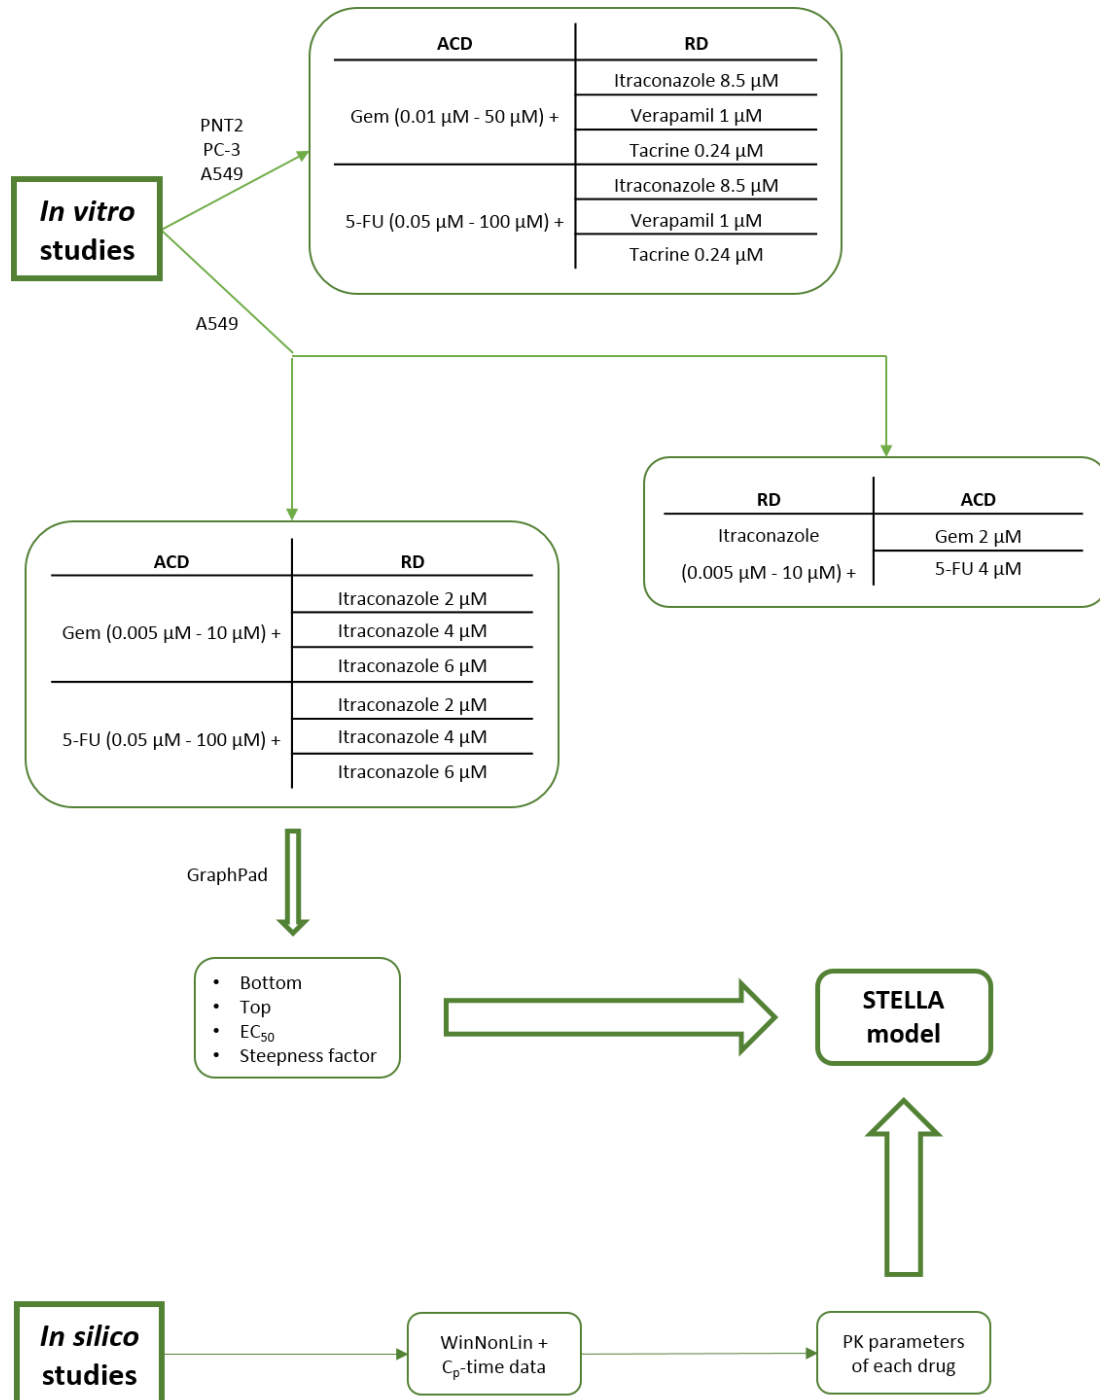 ACD RD
Itraconazole 8.5 µM
Gem (0.01 µM - 50 µM) + Verapamil 1 µM
Tacrine 0.24 µM
Itraconazole 8.5 µM
5-FU (0.05 µM - 100 µM) + Verapamil 1 µM
Tacrine 0.24 µM
PNT2
PC-3
A549
In vitro
studies
A549
RD ACD
Itraconazole Gem 2 µM
(0.005 µM - 10 µM) + 5-FU 4 µM
ACD RD
Itraconazole 2 µM
Gem (0.005 µM - 10 µM) + Itraconazole 4 µM
Itraconazole 6 µM
Itraconazole 2 µM
5-FU (0.05 µM - 100 µM) + Itraconazole 4 µM
Itraconazole 6 µM
GraphPad
• Bottom
• Top
• EC₅₀
• Steepness factor
STELLA
model
In silico
studies
WinNonLin +
Cₚ-time data
PK parameters
of each drug